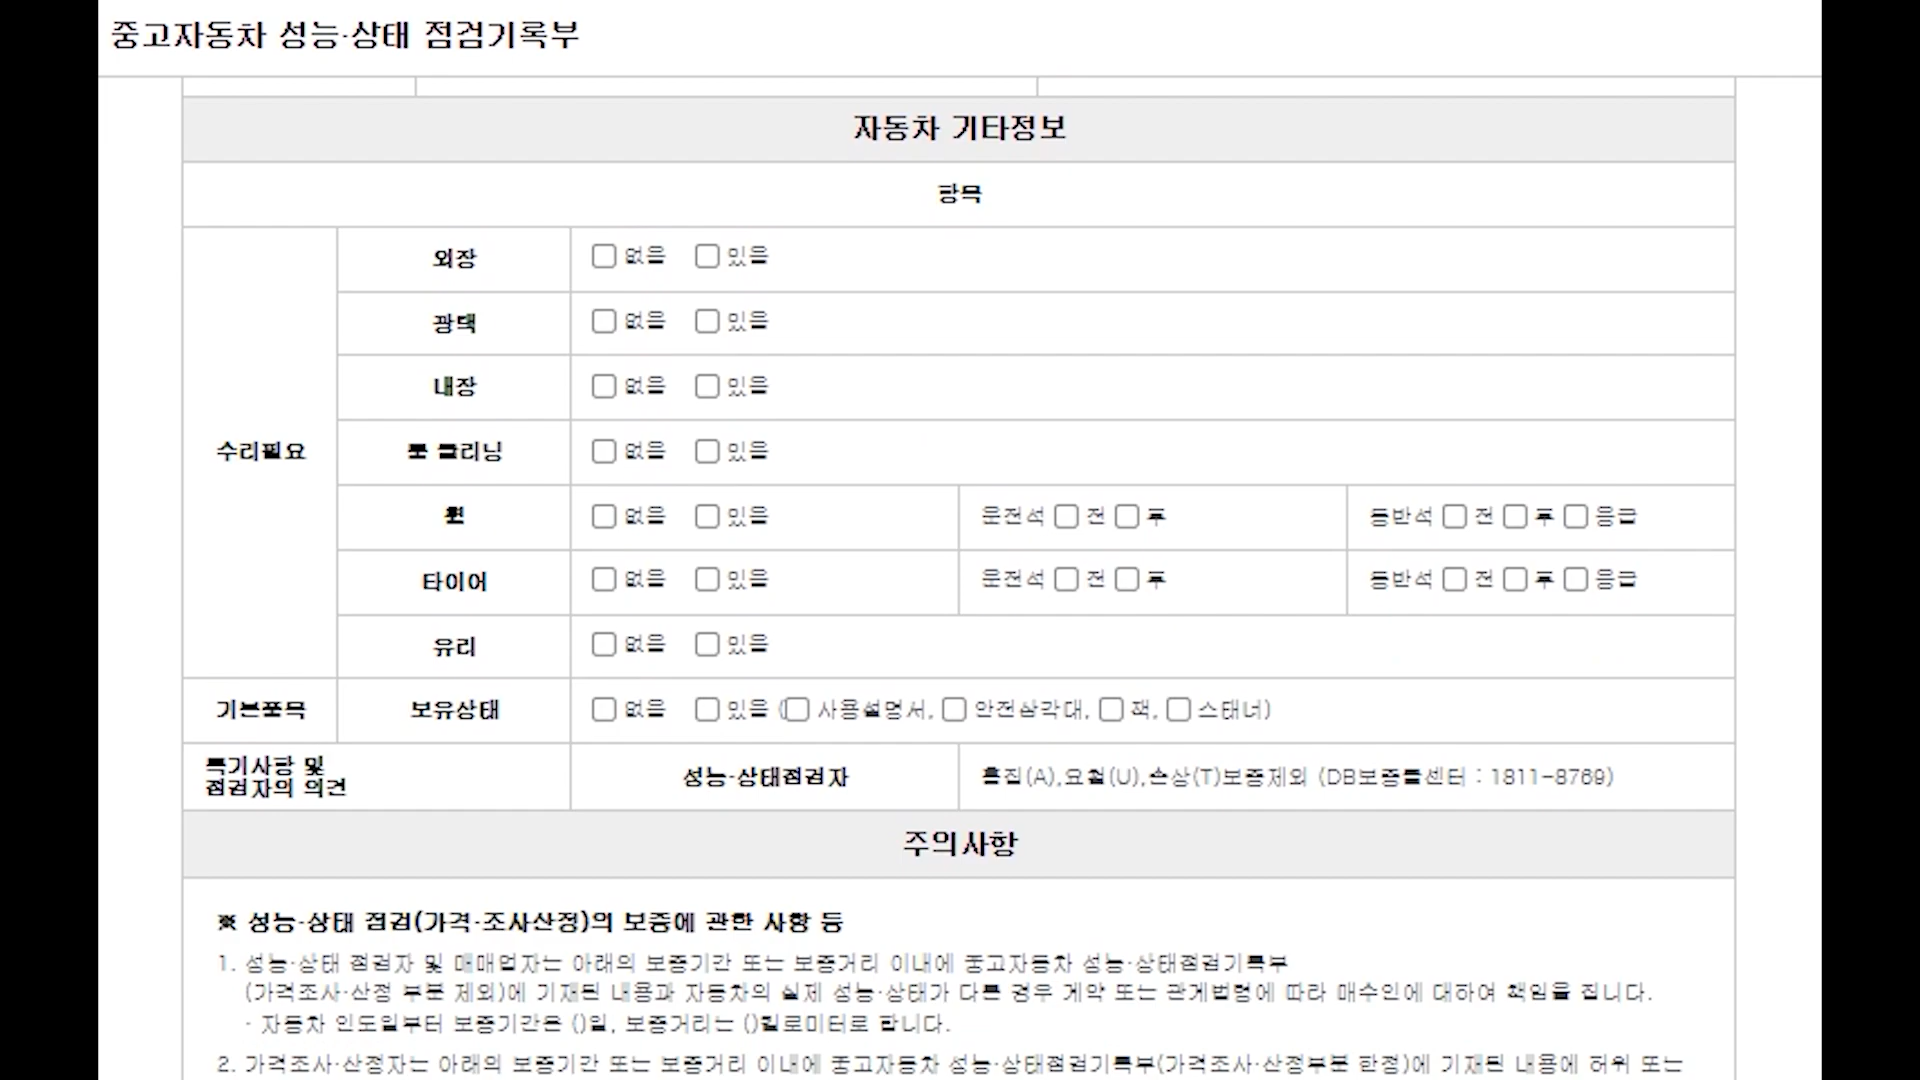 중고자동차 성능·상태 점검기록부
자동차 기타정보
항목
수리필요
외장 없음 있음
광택 없음 있음
내장 없음 있음
룸 클리닝 없음 있음
휠 없음 있음 운전석 전 후 동반석 전 후 응급
타이어 없음 있음 운전석 전 후 동반석 전 후 응급
유리 없음 있음
기본품목 보유상태 없음 있음 ( 사용설명서, 안전삼각대, 잭, 스패너)
특기사항 및
점검자의 의견
성능·상태점검자 흠집(A),요철(U),손상(T)보증제외 (DB보증콜센터 : 1811-8769)
주의사항
※ 성능·상태 점검(가격·조사산정)의 보증에 관한 사항 등
1. 성능·상태 점검자 및 매매업자는 아래의 보증기간 또는 보증거리 이내에 중고자동차 성능·상태점검기록부
(가격조사·산정 부분 제외)에 기재된 내용과 자동차의 실제 성능·상태가 다른 경우 계약 또는 관계법령에 따라 매수인에 대하여 책임을 집니다.
· 자동차 인도일부터 보증기간은 ()일, 보증거리는 ()킬로미터로 합니다.
2. 가격조사·산정자는 아래의 보증기간 또는 보증거리 이내에 중고자동차 성능·상태점검기록부(가격조사·산정부분 한정)에 기재된 내용에 허위 또는